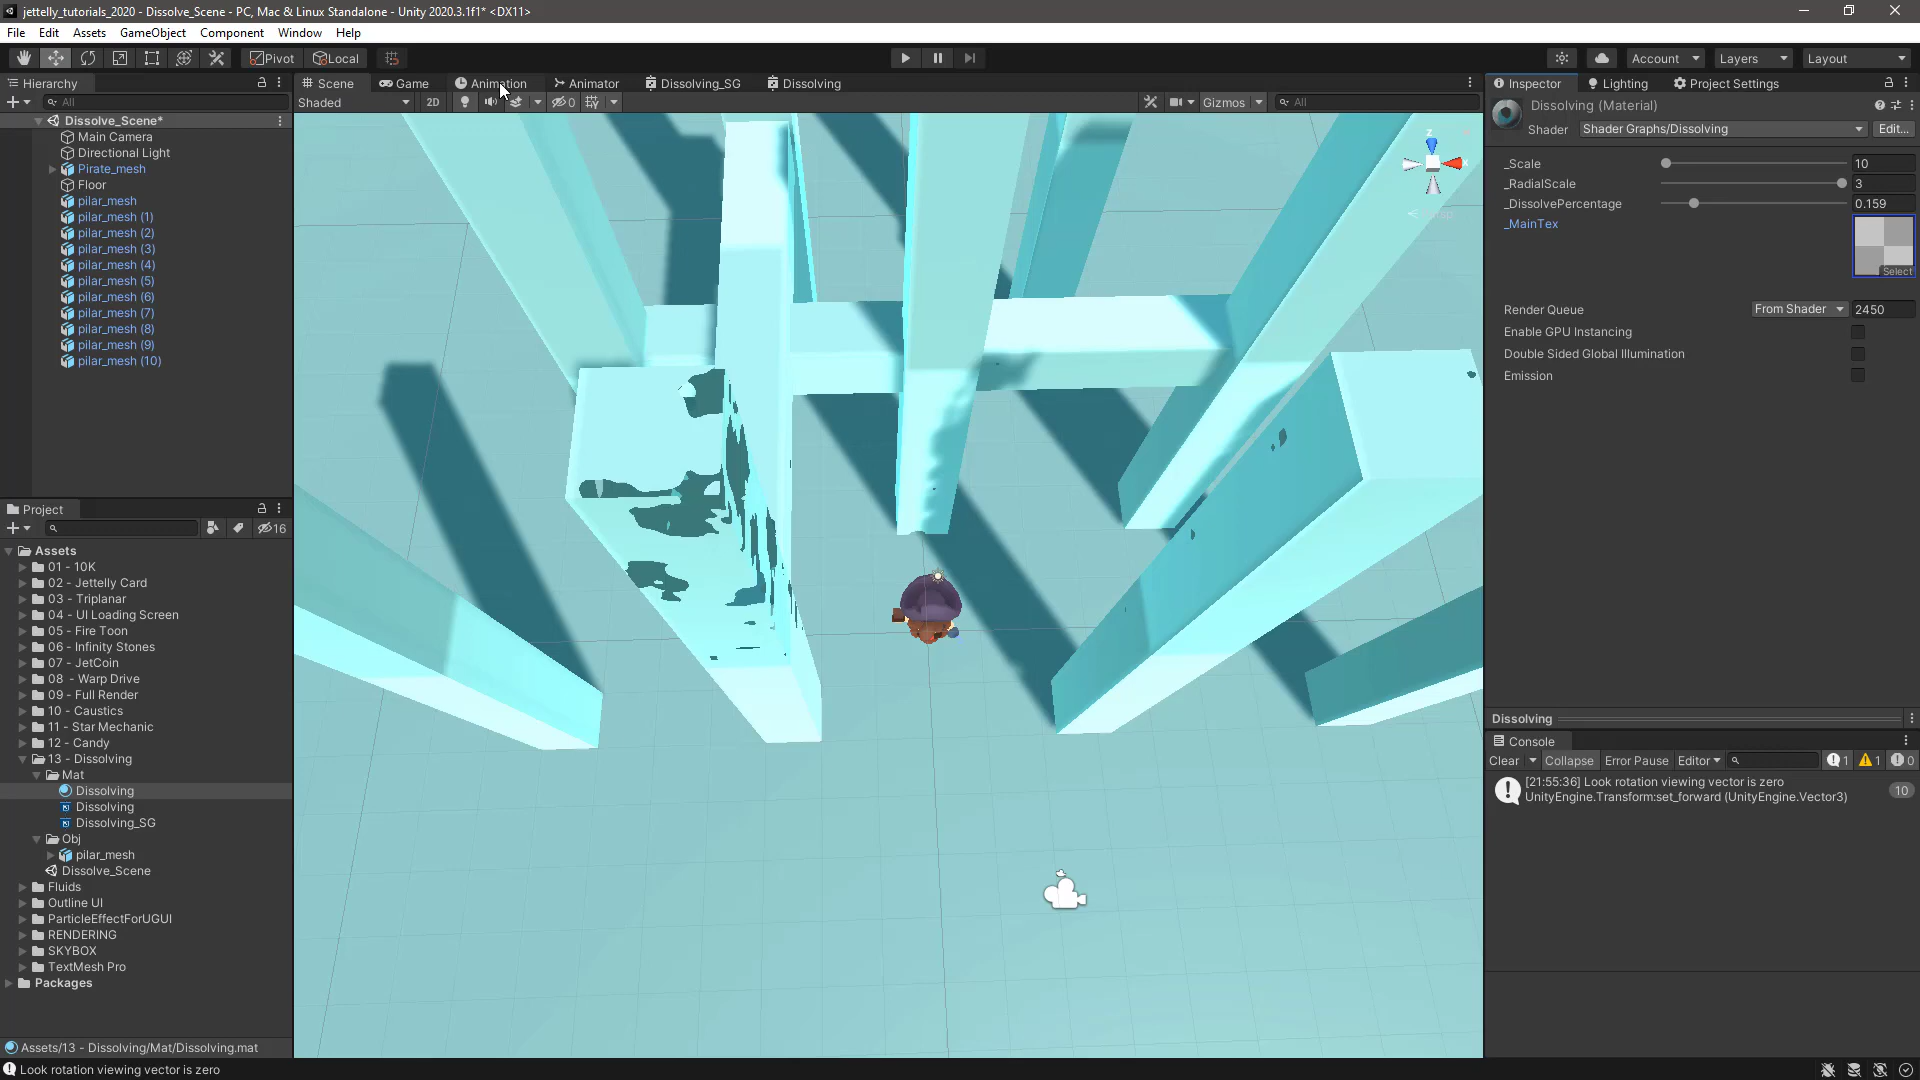 jettelly_tutorials_2020 - Dissolve_Scene - PC, Mac & Linux Standalone - Unity 2020.3.1f1* <DX11>
File Edit Assets GameObject Component Window Help
Pivot Local Account Layers Layout
Hierarchy
All
Dissolve_Scene*
Main Camera
Directional Light
Pirate_mesh
Floor
pilar_mesh
pilar_mesh (1)
pilar_mesh (2)
pilar_mesh (3)
pilar_mesh (4)
pilar_mesh (5)
pilar_mesh (6)
pilar_mesh (7)
pilar_mesh (8)
pilar_mesh (9)
pilar_mesh (10)
Project
16
Assets
01 - 10K
02 - Jettelly Card
03 - Triplanar
04 - UI Loading Screen
05 - Fire Toon
06 - Infinity Stones
07 - JetCoin
08 - Warp Drive
09 - Full Render
10 - Caustics
11 - Star Mechanic
12 - Candy
13 - Dissolving
Mat
Dissolving
Dissolving
Dissolving_SG
Obj
pilar_mesh
Dissolve_Scene
Fluids
Outline UI
ParticleEffectForUGUI
RENDERING
SKYBOX
TextMesh Pro
Packages
Assets/13 - Dissolving/Mat/Dissolving.mat
Look rotation viewing vector is zero
Scene Game Animation Animator Dissolving_SG Dissolving
Shaded 2D 0 Gizmos All
z
x
Inspector Lighting Project Settings
Dissolving (Material)
Shader Shader Graphs/Dissolving Edit...
_Scale 10
_RadialScale 3
_DissolvePercentage 0.159
_MainTex
Select
Render Queue From Shader 2450
Enable GPU Instancing
Double Sided Global Illumination
Emission
Dissolving
Console
Clear Collapse Error Pause Editor 1 1 0
[21:55:36] Look rotation viewing vector is zero
UnityEngine.Transform:set_forward (UnityEngine.Vector3)
10